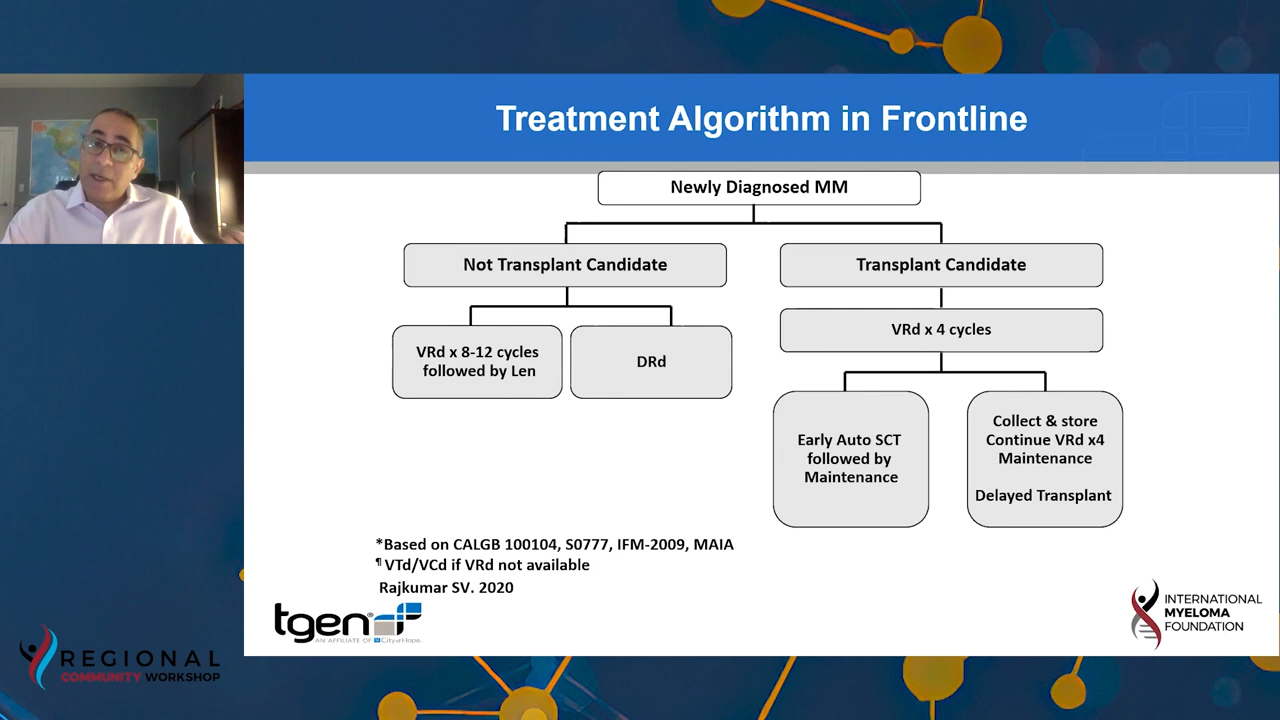 Treatment Algorithm in Frontline
Newly Diagnosed MM
Not Transplant Candidate
Transplant Candidate
VRd x 8-12 cycles
followed by Len
DRd
VRd x 4 cycles
Early Auto SCT
followed by
Maintenance
Collect & store
Continue VRd x4
Maintenance
Delayed Transplant
*Based on CALGB 100104, S0777, IFM-2009, MAIA
¶ VTd/VCd if VRd not available
Rajkumar SV. 2020
tgen®
AN AFFILIATE OF City of Hope.
INTERNATIONAL
MYELOMA
FOUNDATION
REGIONAL
COMMUNITY WORKSHOP